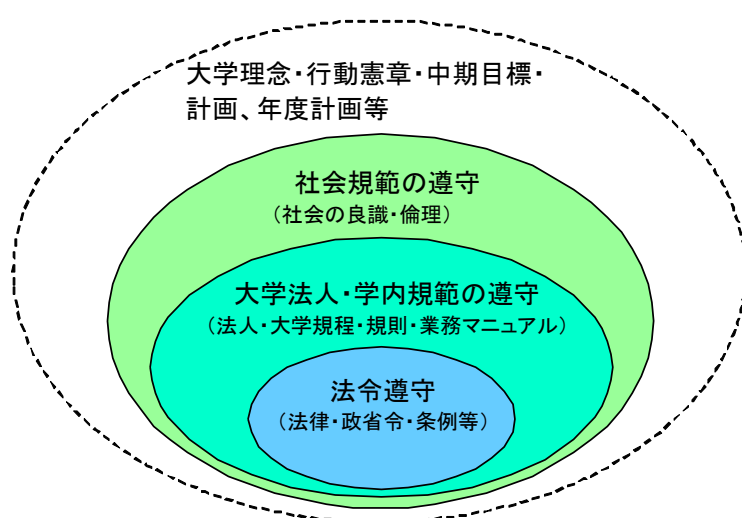 大学理念・行動憲章・中期目標・
計画、年度計画等
社会規範の遵守
（社会の良識・倫理）
大学法人・学内規範の遵守
（法人・大学規程・規則・業務マニュアル）
法令遵守
（法律・政省令・条例等）